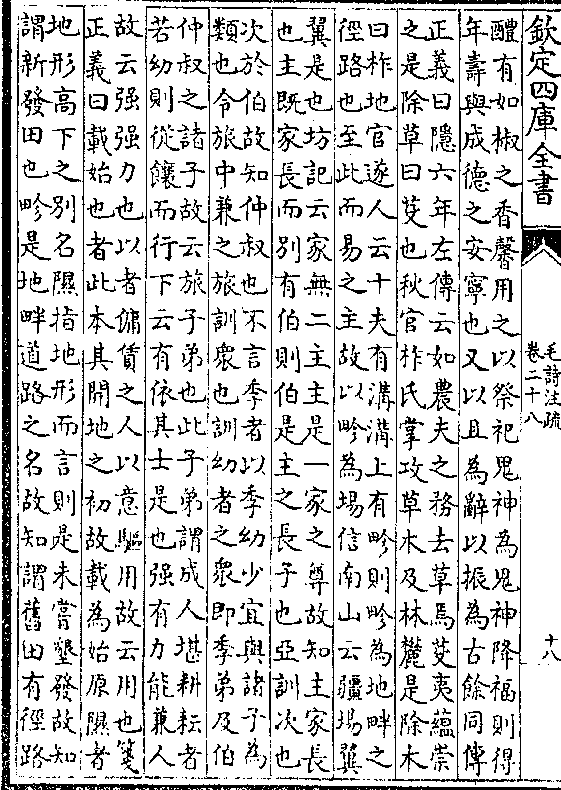 欽定四庫全書
毛詩注疏
卷二十八
十八
醴有如椒之香馨用之以祭祀鬼神為鬼神降福則得
年壽與成德之安寧也又以且為辭以振為古餘同傳
正義曰隱六年左傳云如農夫之務去草焉芟夷蘊崇
之是除草曰芟也秋官柞氏掌攻草木及林麓是除木
曰柞地官遂人云十夫有溝溝上有畛則畛為地畔之
徑路也至此而易之主故以畛為場信南山云疆場翼
翼是也坊記云家無二主主是一家之尊故知主家長
也主既家長而別有伯則伯是主之長子也亞訓次也
次於伯故知仲叔也不言季者以季幼少宜與諸子為
類也令旅中兼之旅訓衆也訓幼者之衆即季弟及伯
仲叔之諸子故云旅子弟也此子弟謂成人堪耕耘者
若幼則從饟而行下云有依其士是也强有力能兼人
故云强强力也以者傭賃之人以意驅用故云用也箋
正義曰載始也者此本其開地之初故載為始原隰者
地形高下之别名隰指地形而言則是未嘗墾發故知
謂新發田也畛是地畔道路之名故知謂舊田有徑路